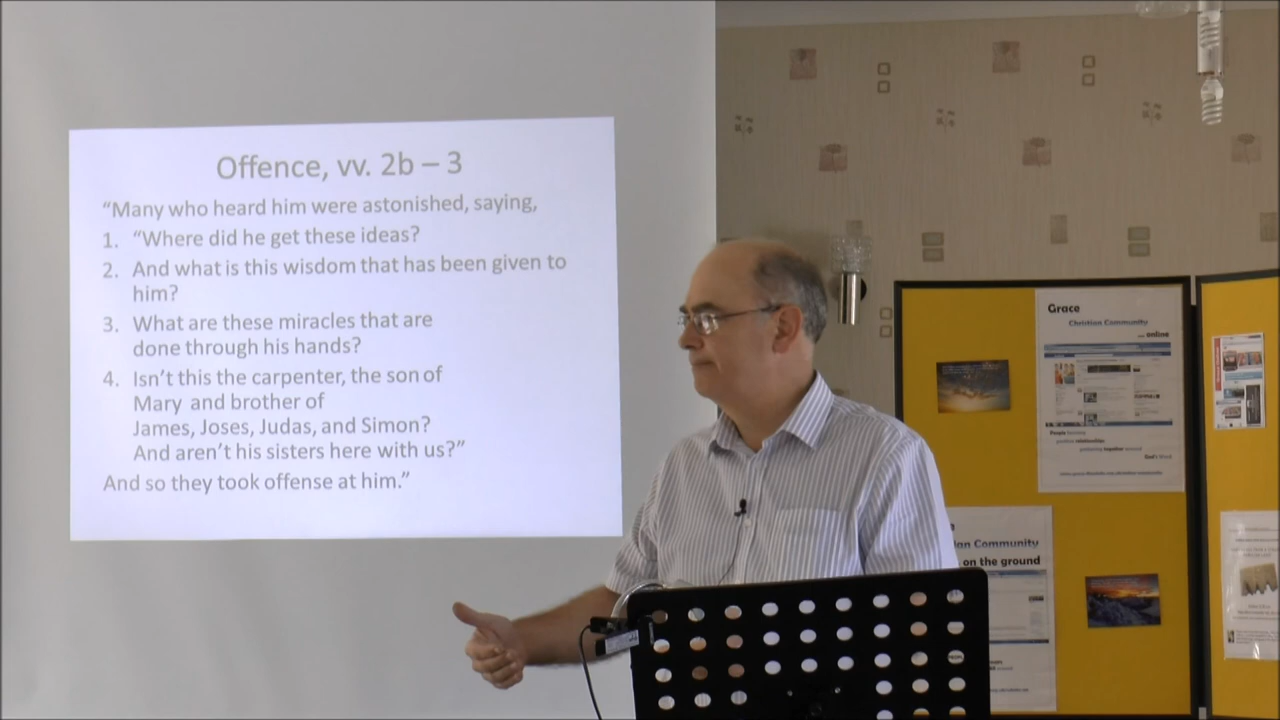 Offence, vv. 2b – 3
“Many who heard him were astonished, saying,
1. “Where did he get these ideas?
2. And what is this wisdom that has been given to
him?
3. What are these miracles that are
done through his hands?
4. Isn’t this the carpenter, the son of
Mary and brother of
James, Joses, Judas, and Simon?
And aren’t his sisters here with us?”
And so they took offense at him.”
Grace
Christian Community
online
relationships
together
God's
Community
on the ground